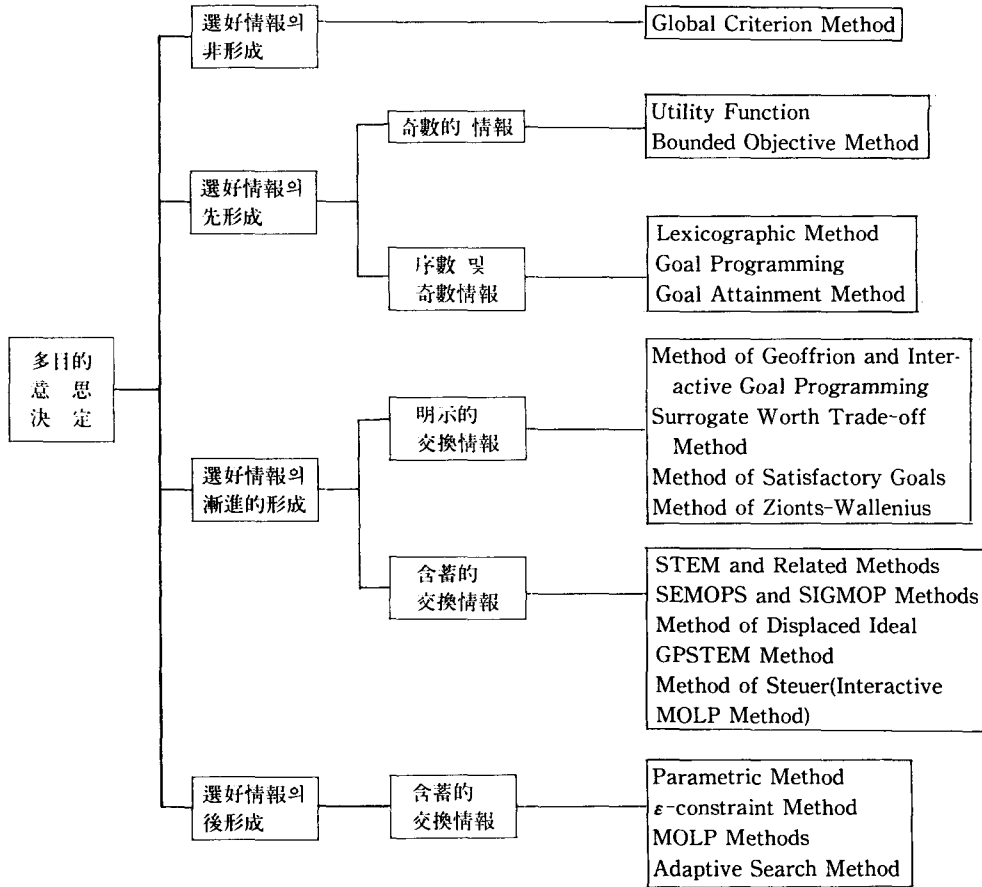 選好情報의
非形成
Global Criterion Method
奇數的 情報
Utility Function
Bounded Objective Method
選好情報의
先形成
序數 및
奇數情報
Lexicographic Method
Goal Programming
Goal Attainment Method
多目的
意 思
決 定
明示的
交換情報
Method of Geoffrion and Inter-
active Goal Programming
Surrogate Worth Trade-off
Method
Method of Satisfactory Goals
Method of Zionts-Wallenius
選好情報의
漸進的形成
含蓄的
交換情報
STEM and Related Methods
SEMOPS and SIGMOP Methods
Method of Displaced Ideal
GPSTEM Method
Method of Steuer(Interactive
MOLP Method)
選好情報의
後形成
含蓄的
交換情報
Parametric Method
ε-constraint Method
MOLP Methods
Adaptive Search Method